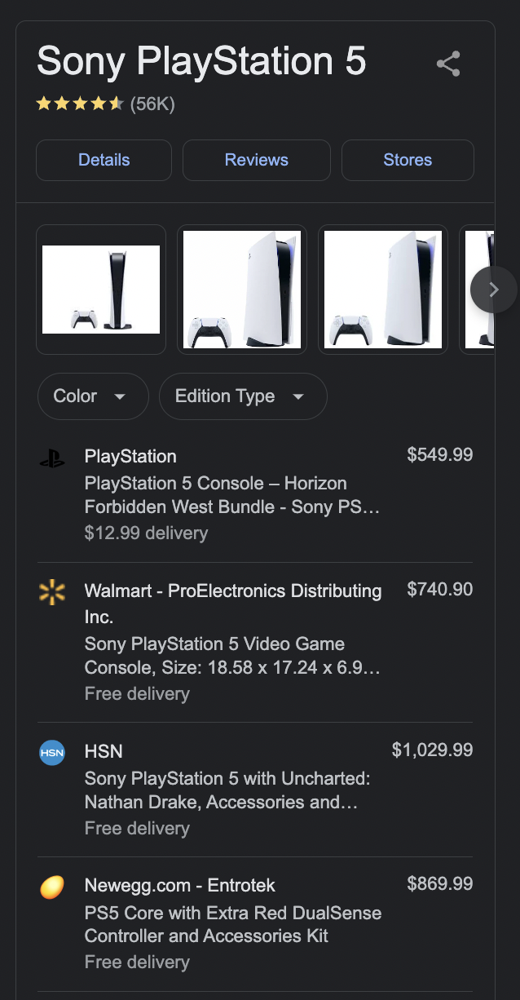 Sony PlayStation 5
(56K)
Details
Reviews
Stores
Color
Edition Type
PlayStation
$549.99
PlayStation 5 Console – Horizon
Forbidden West Bundle - Sony PS…
$12.99 delivery
Walmart - ProElectronics Distributing
$740.90
Inc.
Sony PlayStation 5 Video Game
Console, Size: 18.58 x 17.24 x 6.9…
Free delivery
HSN
HSN
$1,029.99
Sony PlayStation 5 with Uncharted:
Nathan Drake, Accessories and…
Free delivery
Newegg.com - Entrotek
$869.99
PS5 Core with Extra Red DualSense
Controller and Accessories Kit
Free delivery